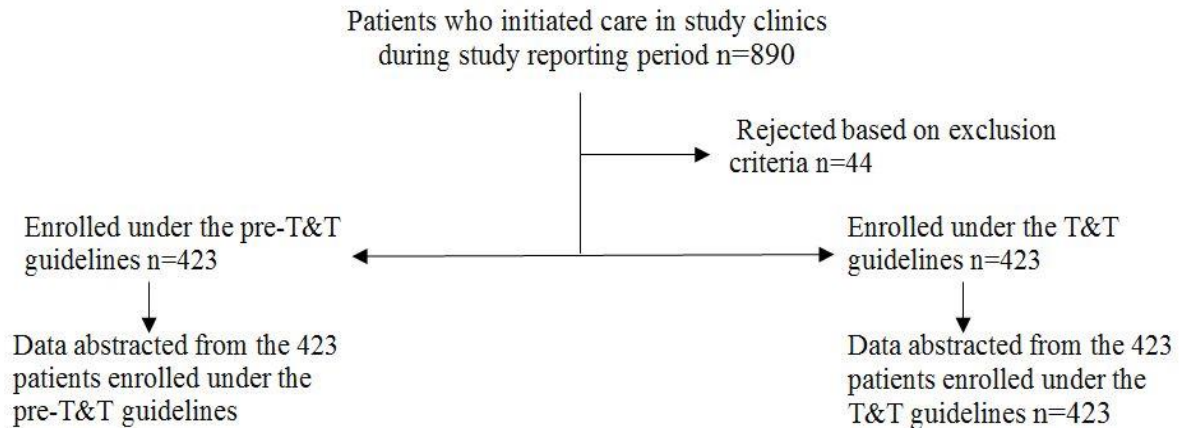 Patients who initiated care in study clinics
during study reporting period n=890
Rejected based on exclusion
criteria n=44
Enrolled under the pre-T&T
guidelines n=423
Enrolled under the T&T
guidelines n=423
Data abstracted from the 423
patients enrolled under the
pre-T&T guidelines
Data abstracted from the 423
patients enrolled under the
T&T guidelines n=423